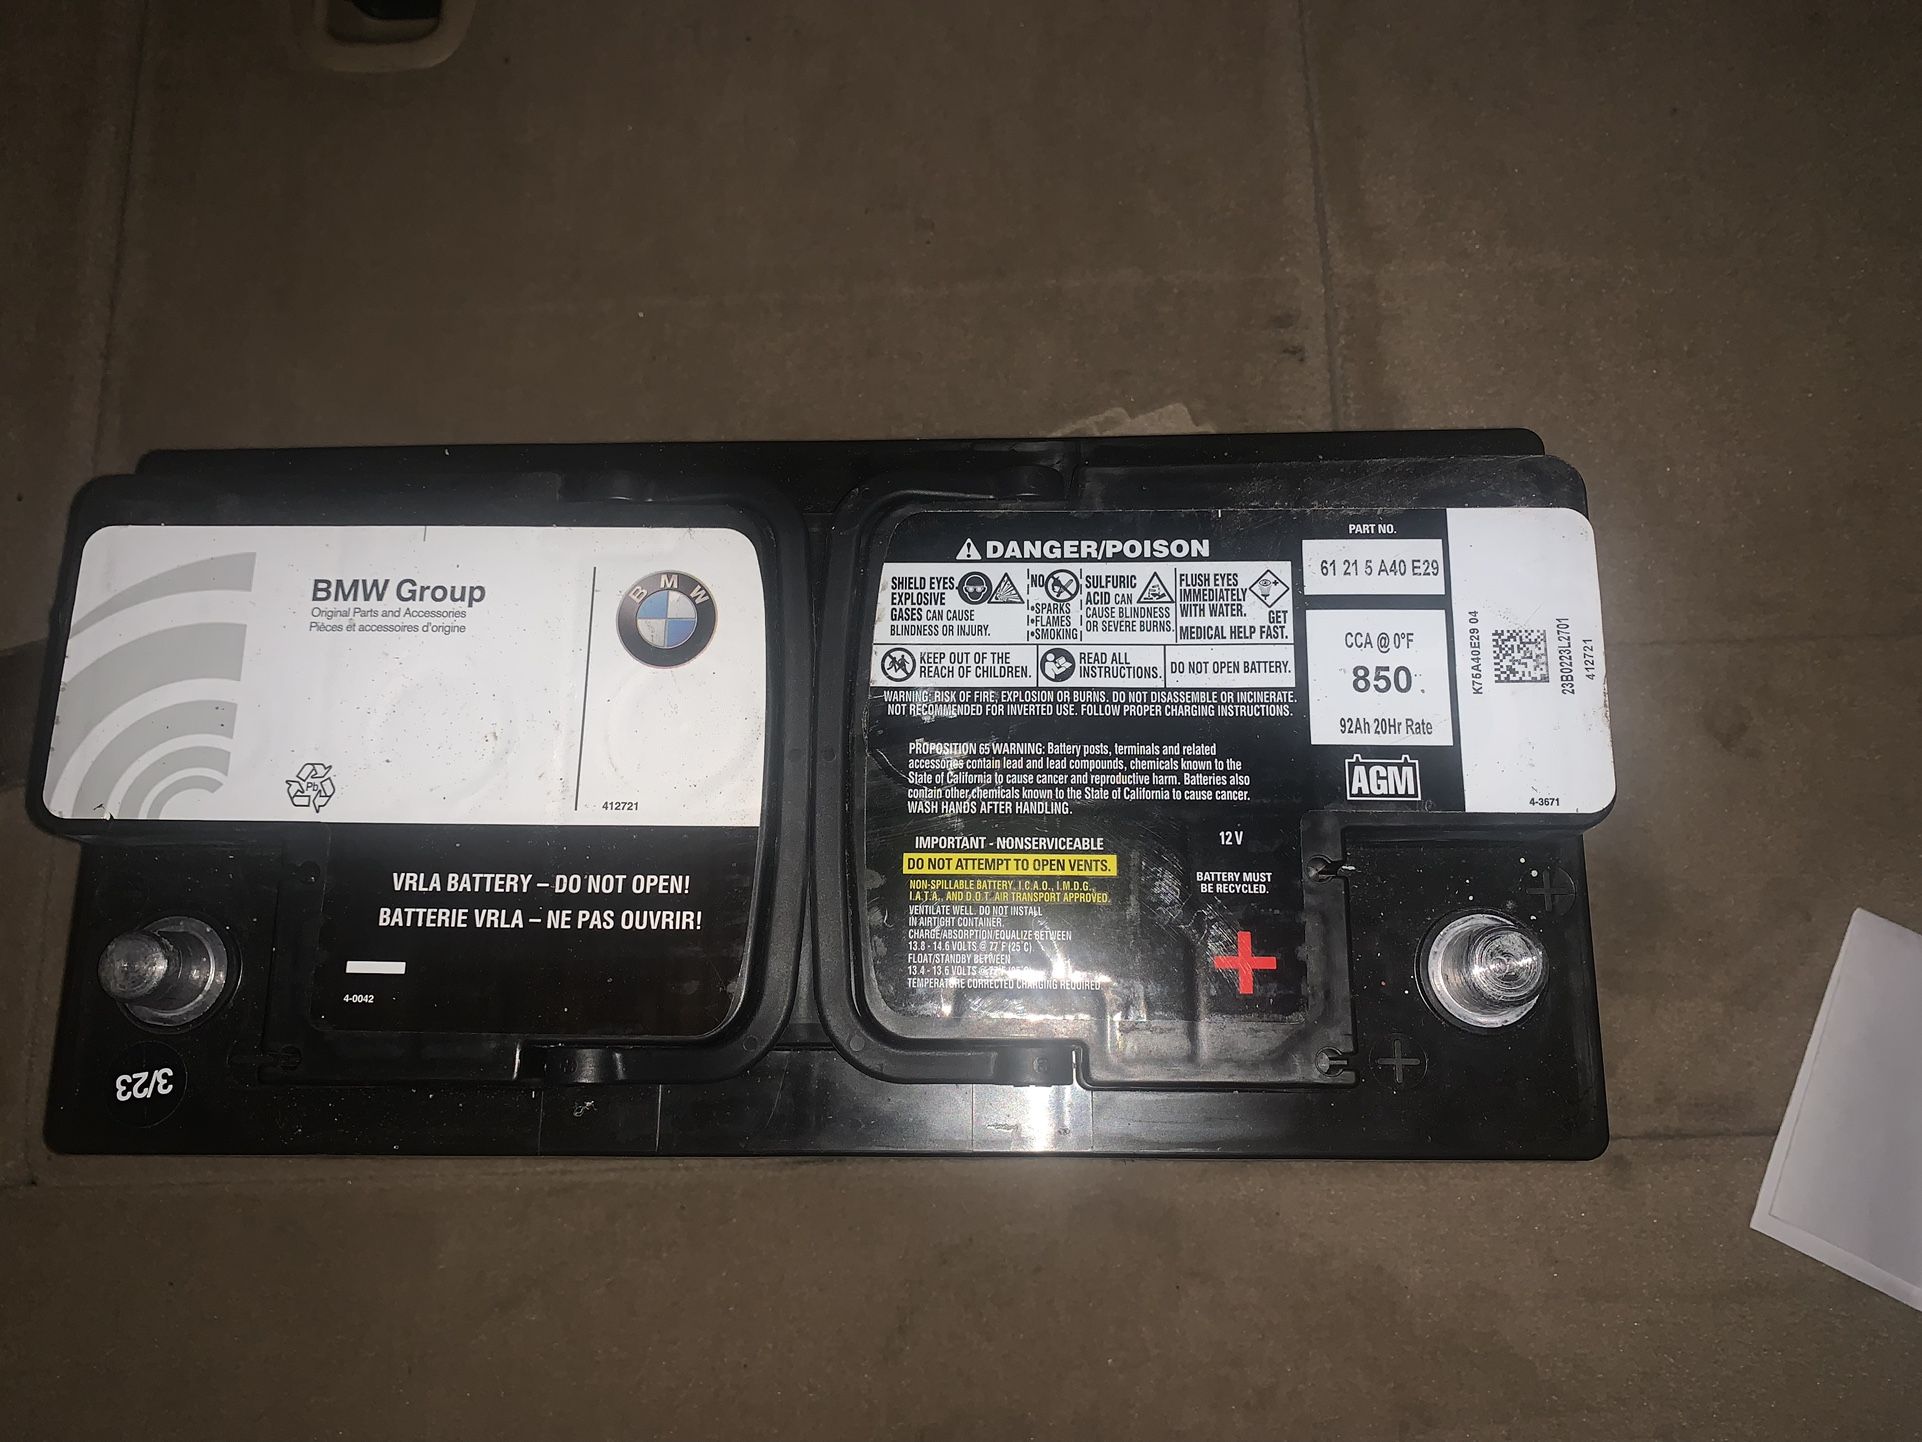 BMW Group
Original Parts and Accessories
Pièces et accessoires d'origine
BMW
Pb
412721
VRLA BATTERY – DO NOT OPEN!
BATTERIE VRLA – NE PAS OUVRIR!
4-0042
3/23
DANGER/POISON
SHIELD EYES.
EXPLOSIVE
GASES CAN CAUSE
BLINDNESS OR INJURY.
NO
•SPARKS
•FLAMES
•SMOKING
SULFURIC
ACID CAN
CAUSE BLINDNESS
OR SEVERE BURNS.
FLUSH EYES
IMMEDIATELY
WITH WATER.
GET
MEDICAL HELP FAST.
KEEP OUT OF THE
REACH OF CHILDREN.
READ ALL
INSTRUCTIONS.
DO NOT OPEN BATTERY.
WARNING: RISK OF FIRE, EXPLOSION OR BURNS. DO NOT DISASSEMBLE OR INCINERATE.
NOT RECOMMENDED FOR INVERTED USE. FOLLOW PROPER CHARGING INSTRUCTIONS.
PROPOSITION 65 WARNING: Battery posts, terminals and related
accessories contain lead and lead compounds, chemicals known to the
State of California to cause cancer and reproductive harm. Batteries also
contain other chemicals known to the State of California to cause cancer.
WASH HANDS AFTER HANDLING.
IMPORTANT - NONSERVICEABLE
DO NOT ATTEMPT TO OPEN VENTS.
NON-SPILLABLE BATTERY, I.C.A.O., I.M.D.G.,
I.A.T.A., AND D.O.T. AIR TRANSPORT APPROVED.
VENTILATE WELL. DO NOT INSTALL
IN AIRTIGHT CONTAINER.
CHARGE/ABSORPTION/EQUALIZE BETWEEN
13.8 - 14.6 VOLTS @ 77°F (25°C).
FLOAT/STANDBY BETWEEN
13.4 - 13.6 VOLTS @ 77°F
TEMPERATURE CORRECTED CHARGING REQUIRED.
12 V
BATTERY MUST
BE RECYCLED.
PART NO.
61 21 5 A40 E29
CCA @ 0°F
850
92Ah 20Hr Rate
AGM
K75A40E29 04
23B0223L2701
412721
4-3671